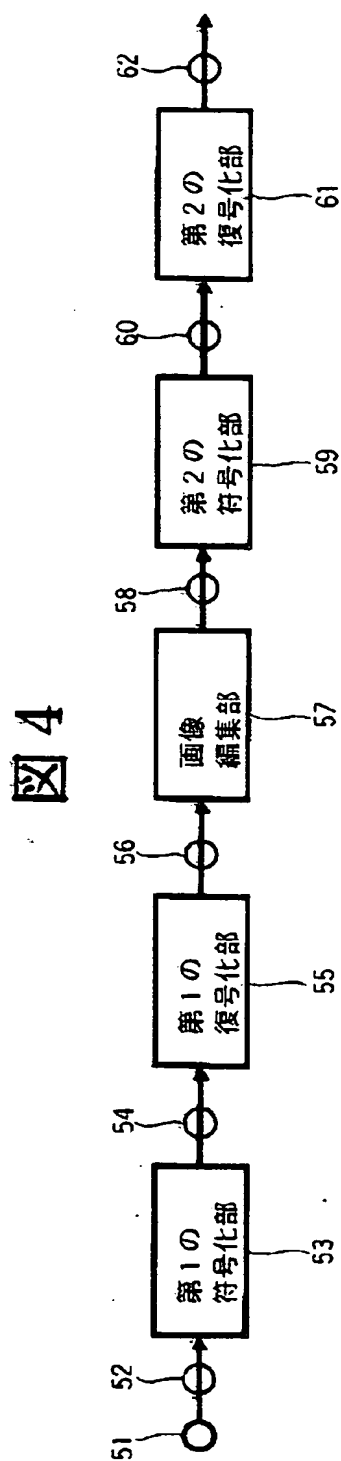 図 4
51
52
第1の
符号化部
53
54
第1の
復号化部
55
56
画像
編集部
57
58
第2の
符号化部
59
60
第2の
復号化部
61
62